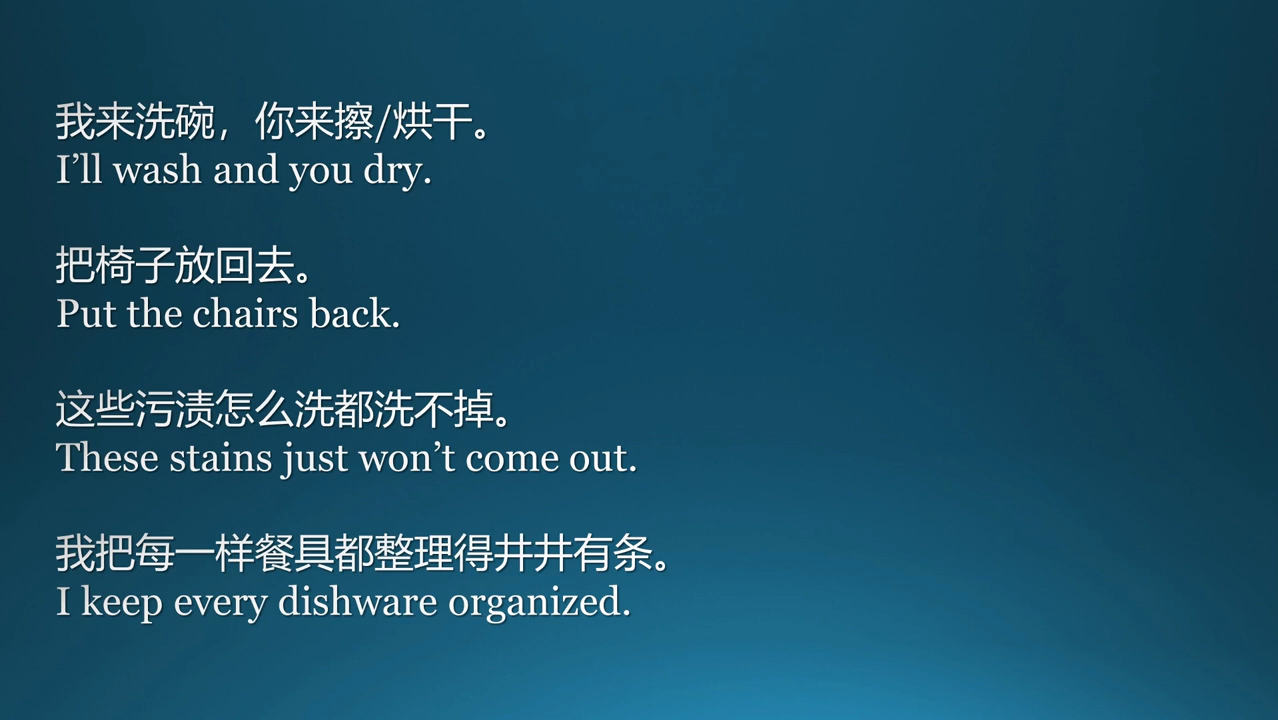 我来洗碗，你来擦/烘干。
I’ll wash and you dry.
把椅子放回去。
Put the chairs back.
这些污渍怎么洗都洗不掉。
These stains just won’t come out.
我把每一样餐具都整理得井井有条。
I keep every dishware organized.